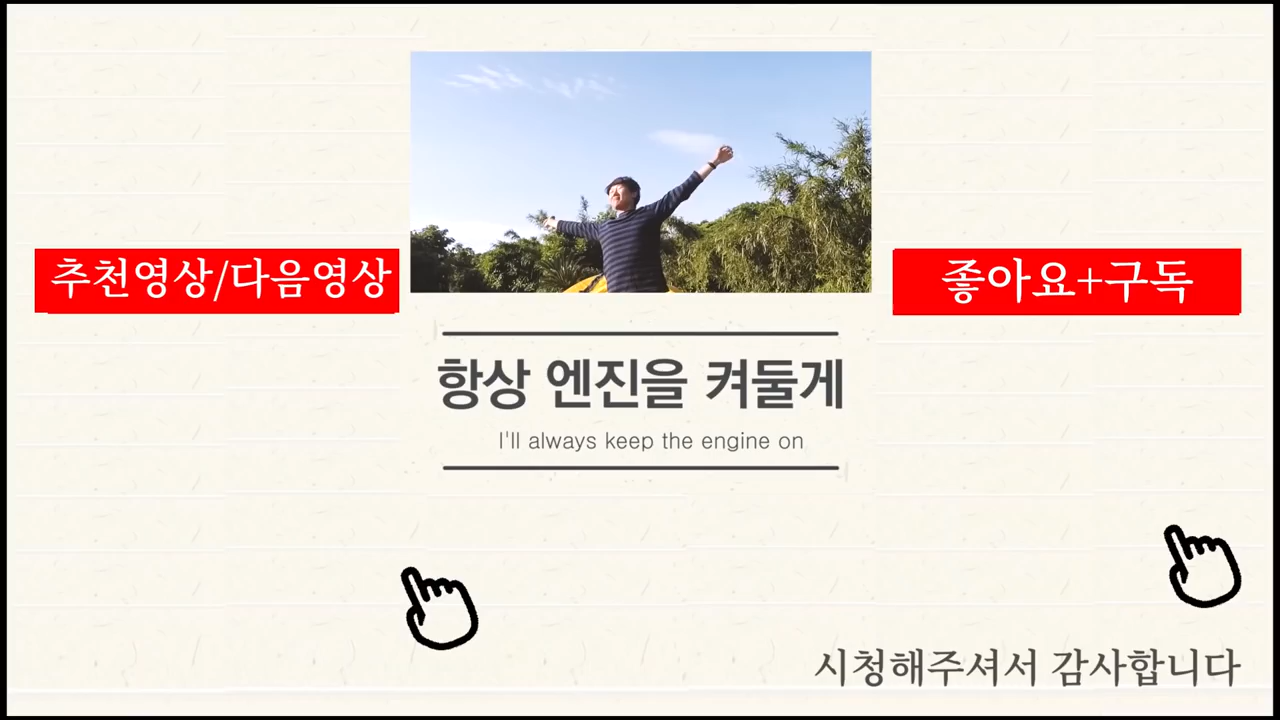 추천영상/다음영상
좋아요+구독
항상 엔진을 켜둘게
I'll always keep the engine on
시청해주셔서 감사합니다